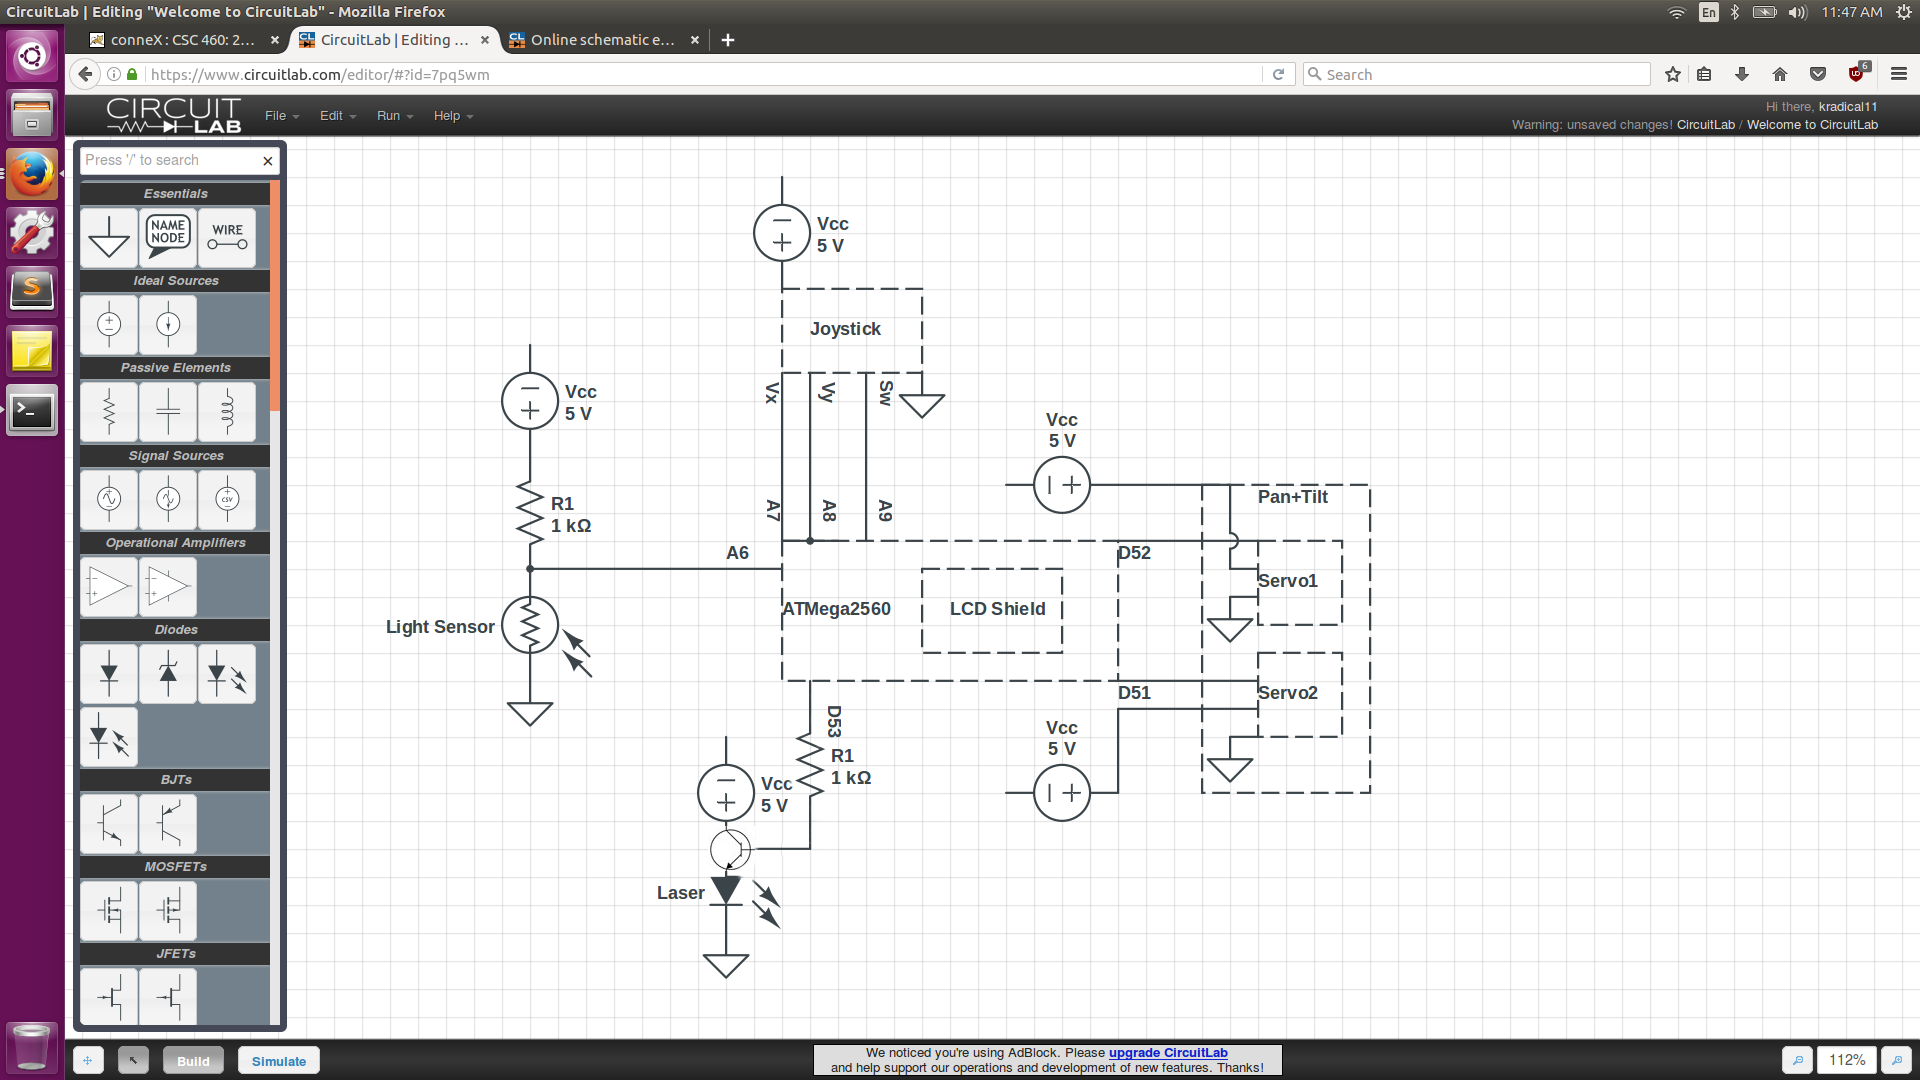 CircuitLab | Editing "Welcome to CircuitLab" - Mozilla Firefox
En
11:47 AM
conneX : CSC 460: 2...
CircuitLab | Editing ...
Online schematic e...
https://www.circuitlab.com/editor/#?id=7pq5wm
Search
6
CIRCUIT
LAB
File
Edit
Run
Help
Hi there, kradical11
Warning: unsaved changes! CircuitLab / Welcome to CircuitLab
Press '/' to search
Essentials
NAME
NODE
WIRE
Ideal Sources
Passive Elements
Signal Sources
CSV
Operational Amplifiers
Diodes
BJTs
MOSFETs
JFETs
Vcc
5 V
Joystick
Vx
Vy
Sw
Vcc
5 V
Vcc
5 V
R1
1 kΩ
A7
A8
A9
Pan+Tilt
A6
D52
Servo1
ATMega2560
LCD Shield
Light Sensor
D51
Servo2
D53
Vcc
5 V
R1
1 kΩ
Vcc
5 V
Laser
Build
Simulate
We noticed you're using AdBlock. Please upgrade CircuitLab
and help support our operations and development of new features. Thanks!
112%